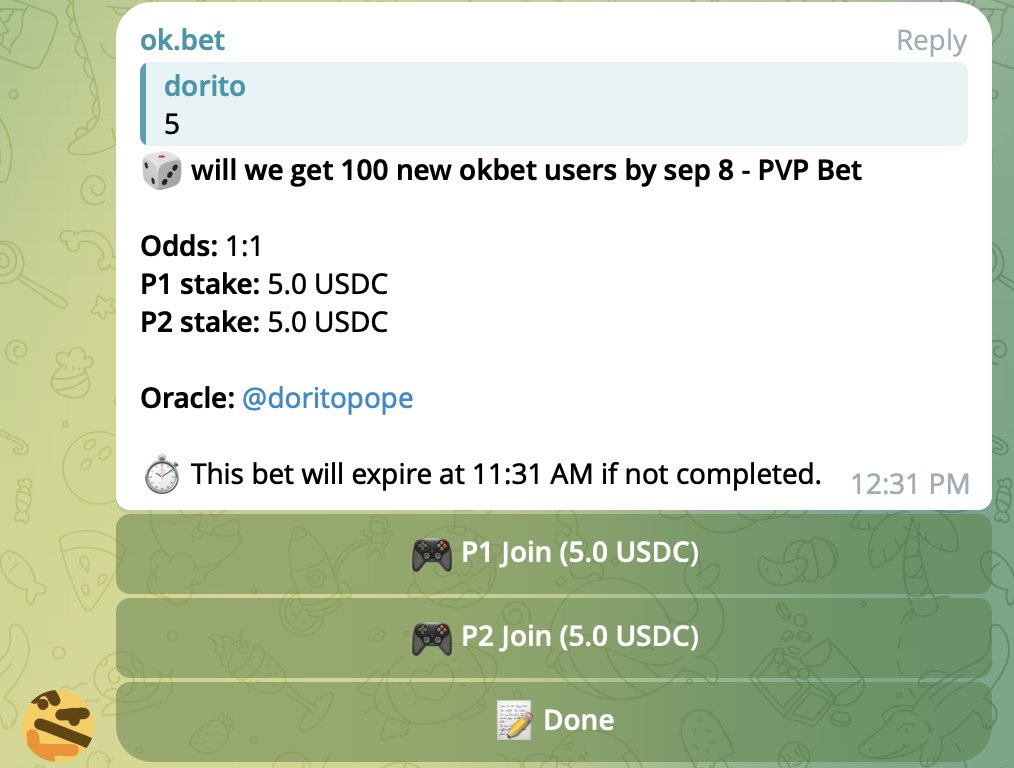 ok.bet
Reply
dorito
5
🎲 will we get 100 new okbet users by sep 8 - PVP Bet
Odds: 1:1
P1 stake: 5.0 USDC
P2 stake: 5.0 USDC
Oracle: @doritopope
⏱ This bet will expire at 11:31 AM if not completed.
12:31 PM
🎮 P1 Join (5.0 USDC)
🎮 P2 Join (5.0 USDC)
📝 Done